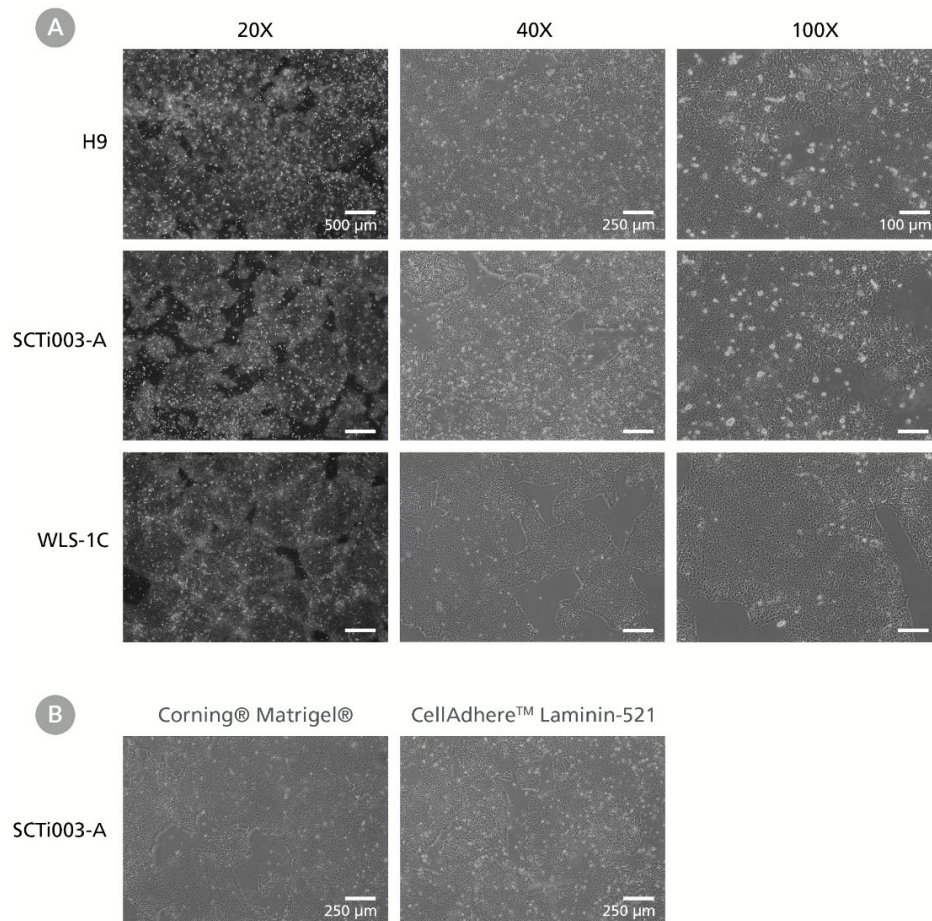 A
20X 40X 100X
H9
500 µm 250 µm 100 µm
SCTi003-A
WLS-1C
B
Corning® Matrigel® CellAdhere™ Laminin-521
SCTi003-A
250 µm 250 µm